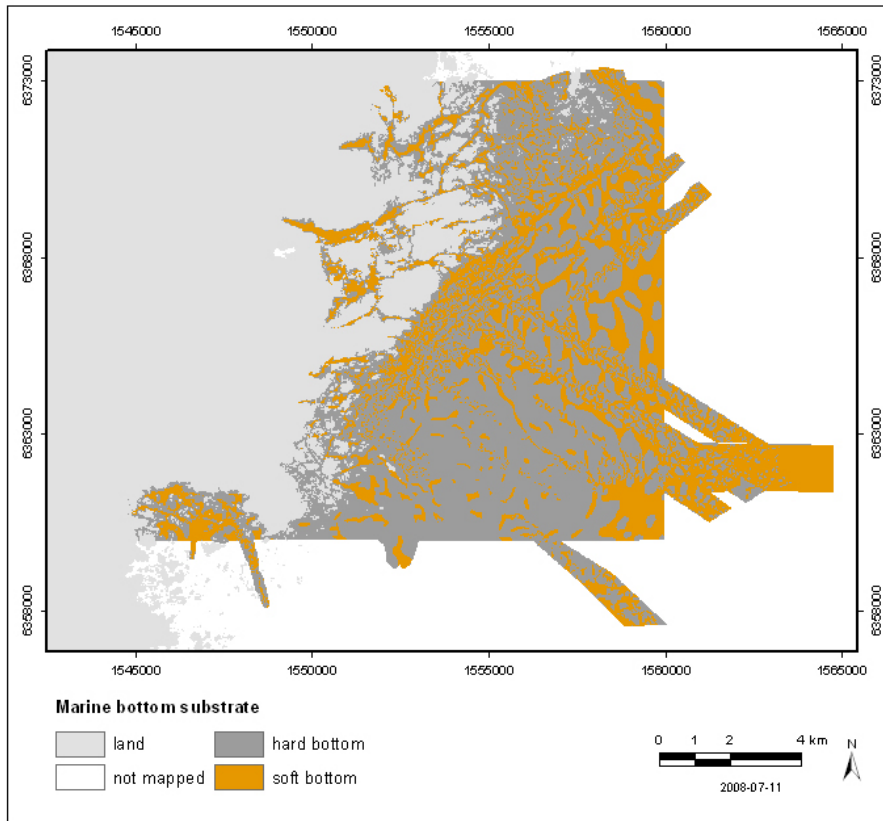 1545000 1550000 1555000 1560000 1565000
6373000 6373000
6368000 6368000
6363000 6363000
6358000 6358000
1545000 1550000 1555000 1560000 1565000
Marine bottom substrate
land hard bottom
not mapped soft bottom
0 1 2 4 km
N
2008-07-11